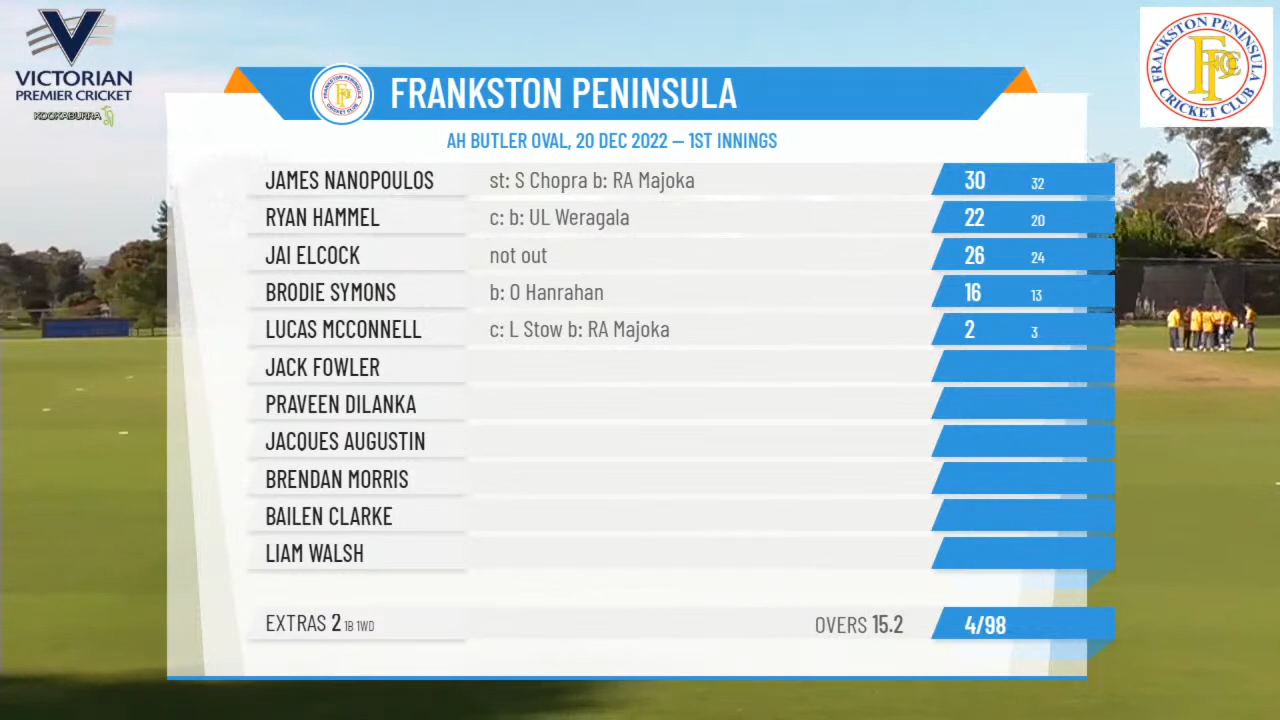 VICTORIAN
PREMIER CRICKET
KOOKABURRA
FRANKSTON PENINSULA
CRICKET CLUB
FRANKSTON PENINSULA
AH BUTLER OVAL, 20 DEC 2022 – 1ST INNINGS
JAMES NANOPOULOS st: S Chopra b: RA Majoka 30 32
RYAN HAMMEL c: b: UL Weragala 22 20
JAI ELCOCK not out 26 24
BRODIE SYMONS b: O Hanrahan 16 13
LUCAS MCCONNELL c: L Stow b: RA Majoka 2 3
JACK FOWLER
PRAVEEN DILANKA
JACQUES AUGUSTIN
BRENDAN MORRIS
BAILEN CLARKE
LIAM WALSH
EXTRAS 2 1B 1WD OVERS 15.2 4/98